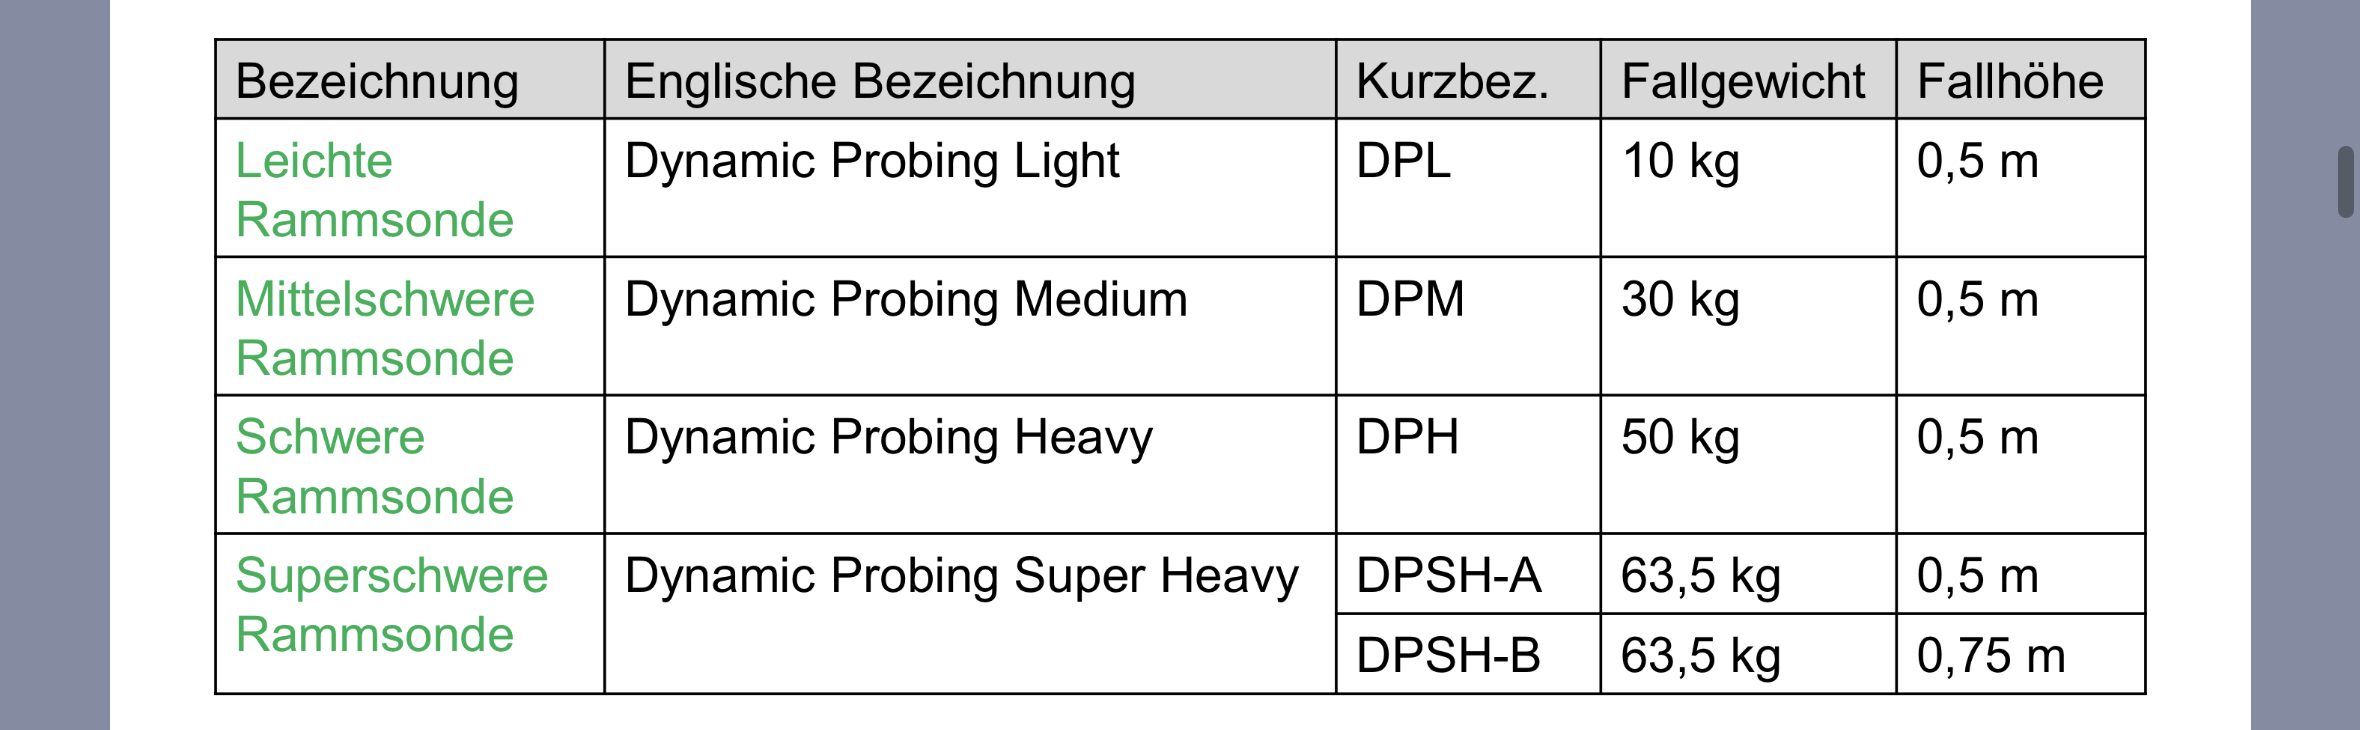 Bezeichnung Englische Bezeichnung Kurzbez. Fallgewicht Fallhöhe
Leichte Dynamic Probing Light DPL 10 kg 0,5 m
Rammsonde
Mittelschwere Dynamic Probing Medium DPM 30 kg 0,5 m
Rammsonde
Schwere Dynamic Probing Heavy DPH 50 kg 0,5 m
Rammsonde
Superschwere Dynamic Probing Super Heavy DPSH-A 63,5 kg 0,5 m
Rammsonde DPSH-B 63,5 kg 0,75 m